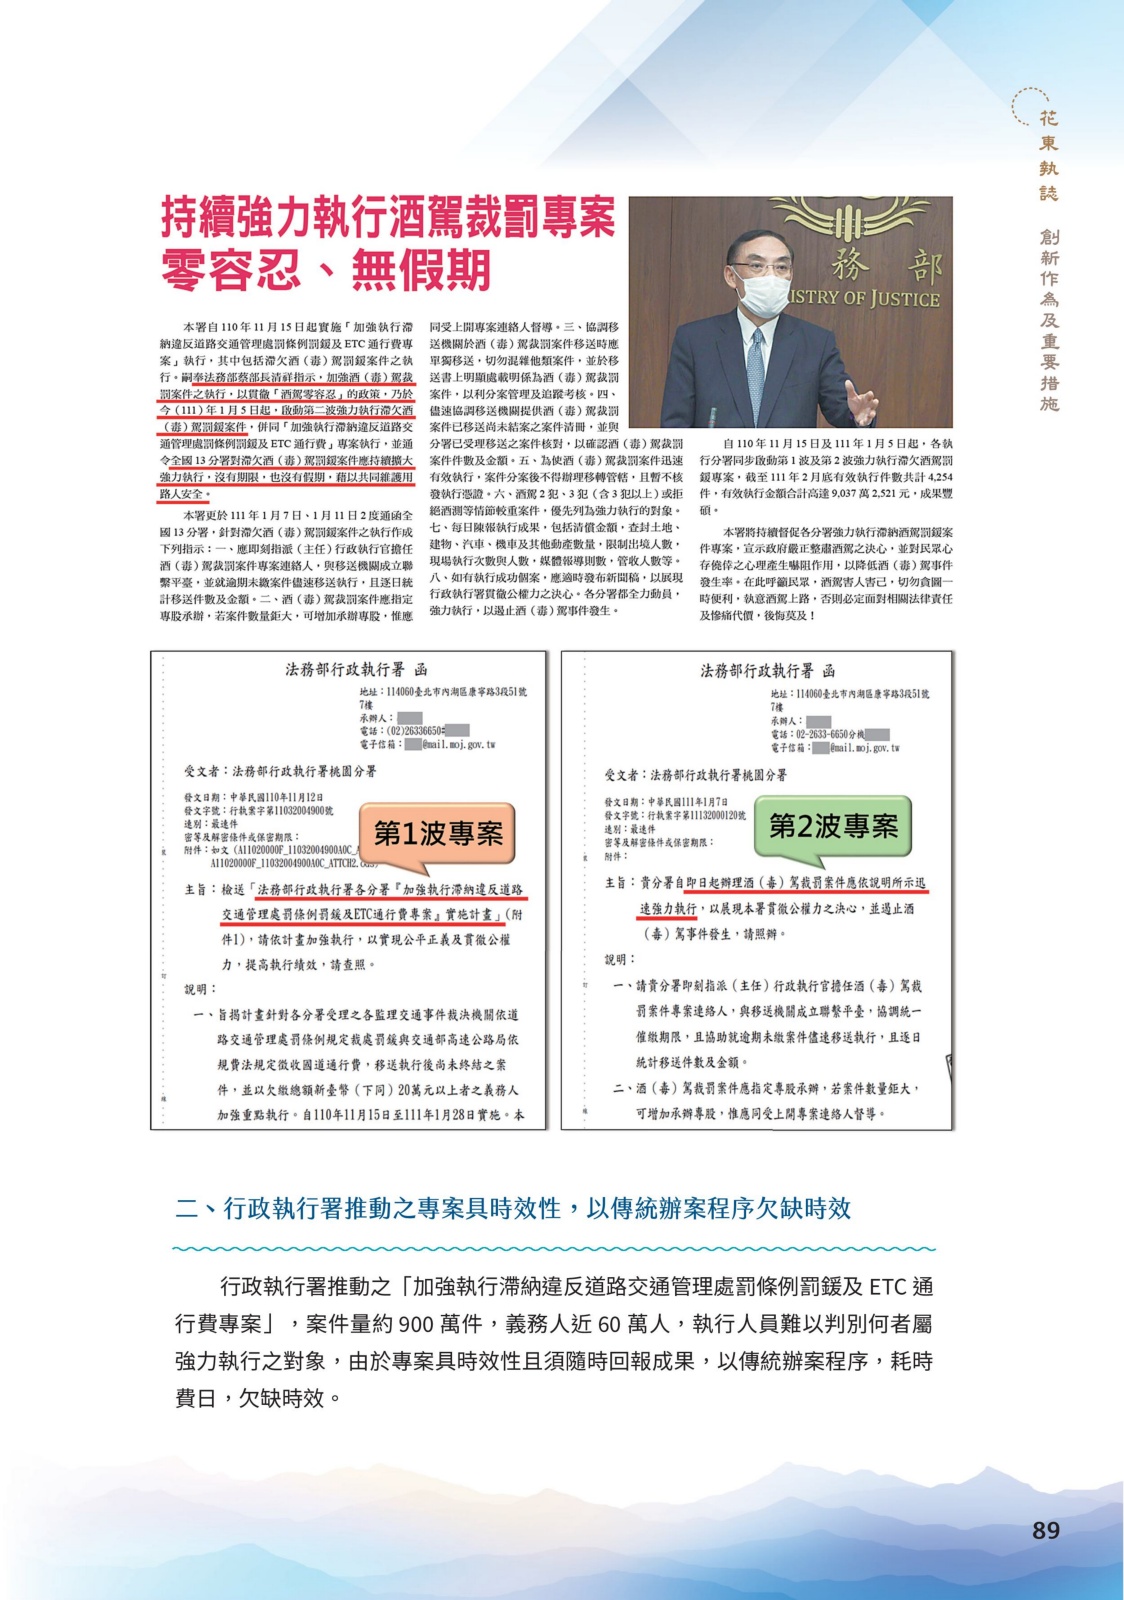 花東執誌　創新作為及重要措施
持續強力執行酒駕裁罰專案
零容忍、無假期
務部
MINISTRY OF JUSTICE
本署自 110 年 11 月 15 日起實施「加強執行滯
納違反道路交通管理處罰條例罰鍰及 ETC 通行費專
案」執行，其中包括滯欠酒（毒）駕罰鍰案件之執
行。嗣奉法務部蔡部長清祥指示，加強酒（毒）駕裁
罰案件之執行，以貫徹「酒駕零容忍」的政策，乃於
今（111）年 1 月 5 日起，啟動第二波強力執行滯欠酒
（毒）駕罰鍰案件，併同「加強執行滯納違反道路交
通管理處罰條例罰鍰及 ETC 通行費」專案執行，並通
令全國 13 分署對滯欠酒（毒）駕罰鍰案件應持續擴大
強力執行，沒有期限，也沒有假期，藉以共同維護用
路人安全。
本署更於 111 年 1 月 7 日、1 月 11 日 2 度通函全
國 13 分署，針對滯欠酒（毒）駕罰鍰案件之執行作成
下列指示：一、應即刻指派（主任）行政執行官擔任
酒（毒）駕裁罰案件專案連絡人，與移送機關成立聯
繫平臺，並就逾期未繳案件儘速移送執行，且逐日統
計移送件數及金額。二、酒（毒）駕裁罰案件應指定
專股承辦，若案件數量鉅大，可增加承辦專股，惟應
同受上開專案連絡人督導。三、協調移
送機關於酒（毒）駕裁罰案件移送時應
單獨移送，切勿混雜他類案件，並於移
送書上明顯處載明係為酒（毒）駕裁罰
案件，以利分案管理及追蹤考核。四、
儘速協調移送機關提供酒（毒）駕裁罰
案件已移送尚未結案之案件清冊，並與
分署已受理移送之案件核對，以確認酒（毒）駕裁罰
案件件數及金額。五、為使酒（毒）駕裁罰案件迅速
有效執行，案件分案後不得辦理移轉管轄，且暫不核
發執行憑證。六、酒駕 2 犯、3 犯（含 3 犯以上）或拒
絕酒測等情節較重案件，優先列為強力執行的對象。
七、每日陳報執行成果，包括清償金額，查封土地、
建物、汽車、機車及其他動產數量，限制出境人數，
現場執行次數與人數，媒體報導則數，管收人數等。
八、如有執行成功個案，應適時發布新聞稿，以展現
行政執行署貫徹公權力之決心。各分署都全力動員，
強力執行，以遏止酒（毒）駕事件發生。
自 110 年 11 月 15 日及 111 年 1 月 5 日起，各執
行分署同步啟動第 1 波及第 2 波強力執行滯欠酒駕罰
鍰專案，截至 111 年 2 月底有效執行件數共計 4,254
件，有效執行金額合計高達 9,037 萬 2,521 元，成果豐
碩。
本署將持續督促各分署強力執行滯納酒駕罰鍰案
件專案，宣示政府嚴正整肅酒駕之決心，並對民眾心
存僥倖之心理產生嚇阻作用，以降低酒（毒）駕事件
發生率。在此呼籲民眾，酒駕害人害己，切勿貪圖一
時便利，執意酒駕上路，否則必定面對相關法律責任
及慘痛代價，後悔莫及！
法務部行政執行署 函
地址：114060臺北市內湖區康寧路3段51號
7樓
承辦人：
電話：(02)26336650#
電子信箱：@mail.moj.gov.tw
受文者：法務部行政執行署桃園分署
發文日期：中華民國110年11月12日
發文字號：行執案字第11032004900號
速別：最速件
密等及解密條件或保密期限：
附件：如文 (A11020000F_11032004900A0C_
A11020000F_11032004900A0C_ATTCH2.
第1波專案
主旨：檢送「法務部行政執行署各分署『加強執行滯納違反道路
交通管理處罰條例罰鍰及ETC通行費專案』實施計畫」(附
件1)，請依計畫加強執行，以實現公平正義及貫徹公權
力，提高執行績效，請查照。
說明：
一、旨揭計畫針對各分署受理之各監理交通事件裁決機關依道
路交通管理處罰條例規定裁處罰鍰與交通部高速公路局依
規費法規定徵收國道通行費，移送執行後尚未終結之案
件，並以欠繳總額新臺幣（下同）20萬元以上者之義務人
加強重點執行。自110年11月15日至111年1月28日實施。本
法務部行政執行署 函
地址：114060臺北市內湖區康寧路3段51號
7樓
承辦人：
電話：02-2633-6650分機
電子信箱：@mail.moj.gov.tw
受文者：法務部行政執行署桃園分署
發文日期：中華民國111年1月7日
發文字號：行執案字第11132000120號
速別：最速件
密等及解密條件或保密期限：
附件：
第2波專案
主旨：貴分署自即日起辦理酒（毒）駕裁罰案件應依說明所示迅
速強力執行，以展現本署貫徹公權力之決心，並遏止酒
（毒）駕事件發生，請照辦。
說明：
一、請貴分署即刻指派（主任）行政執行官擔任酒（毒）駕裁
罰案件專案連絡人，與移送機關成立聯繫平臺，協調統一
催繳期限，且協助就逾期未繳案件儘速移送執行，且逐日
統計移送件數及金額。
二、酒（毒）駕裁罰案件應指定專股承辦，若案件數量鉅大，
可增加承辦專股，惟應同受上開專案連絡人督導。
二、行政執行署推動之專案具時效性，以傳統辦案程序欠缺時效
行政執行署推動之「加強執行滯納違反道路交通管理處罰條例罰鍰及 ETC 通
行費專案」，案件量約 900 萬件，義務人近 60 萬人，執行人員難以判別何者屬
強力執行之對象，由於專案具時效性且須隨時回報成果，以傳統辦案程序，耗時
費日，欠缺時效。
89